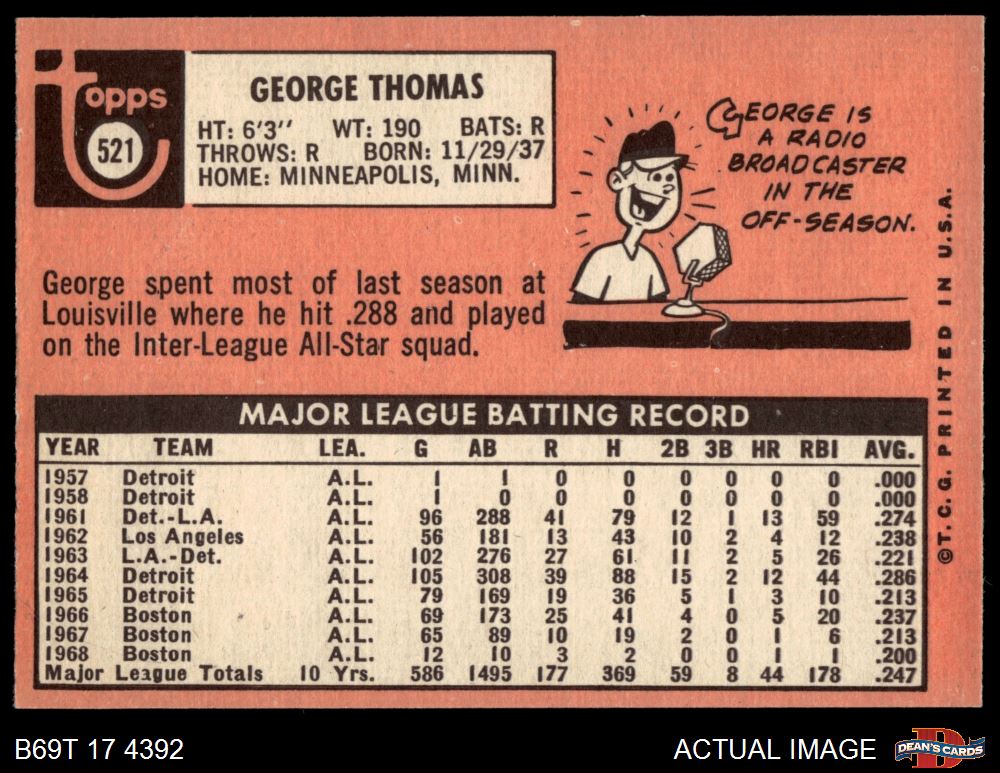 topps
521
GEORGE THOMAS
HT: 6'3" WT: 190 BATS: R
THROWS: R BORN: 11/29/37
HOME: MINNEAPOLIS, MINN.
GEORGE IS
A RADIO
BROADCASTER
IN THE
OFF-SEASON.
George spent most of last season at
Louisville where he hit .288 and played
on the Inter-League All-Star squad.
MAJOR LEAGUE BATTING RECORD
YEAR TEAM LEA. G AB R H 2B 3B HR RBI AVG.
1957 Detroit A.L. 1 1 0 0 0 0 0 0 .000
1958 Detroit A.L. 1 0 0 0 0 0 0 0 .000
1961 Det.-L.A. A.L. 96 288 41 79 12 1 13 59 .274
1962 Los Angeles A.L. 56 181 13 43 10 2 4 12 .238
1963 L.A.-Det. A.L. 102 276 27 61 11 2 5 26 .221
1964 Detroit A.L. 105 308 39 88 15 2 12 44 .286
1965 Detroit A.L. 79 169 19 36 5 1 3 10 .213
1966 Boston A.L. 69 173 25 41 4 0 5 20 .237
1967 Boston A.L. 65 89 10 19 2 0 1 6 .213
1968 Boston A.L. 12 10 3 2 0 0 1 1 .200
Major League Totals 10 Yrs. 586 1495 177 369 59 8 44 178 .247
©T. C. G. PRINTED IN U.S.A.
B69T 17 4392
ACTUAL IMAGE
D
DEAN'S CARDS